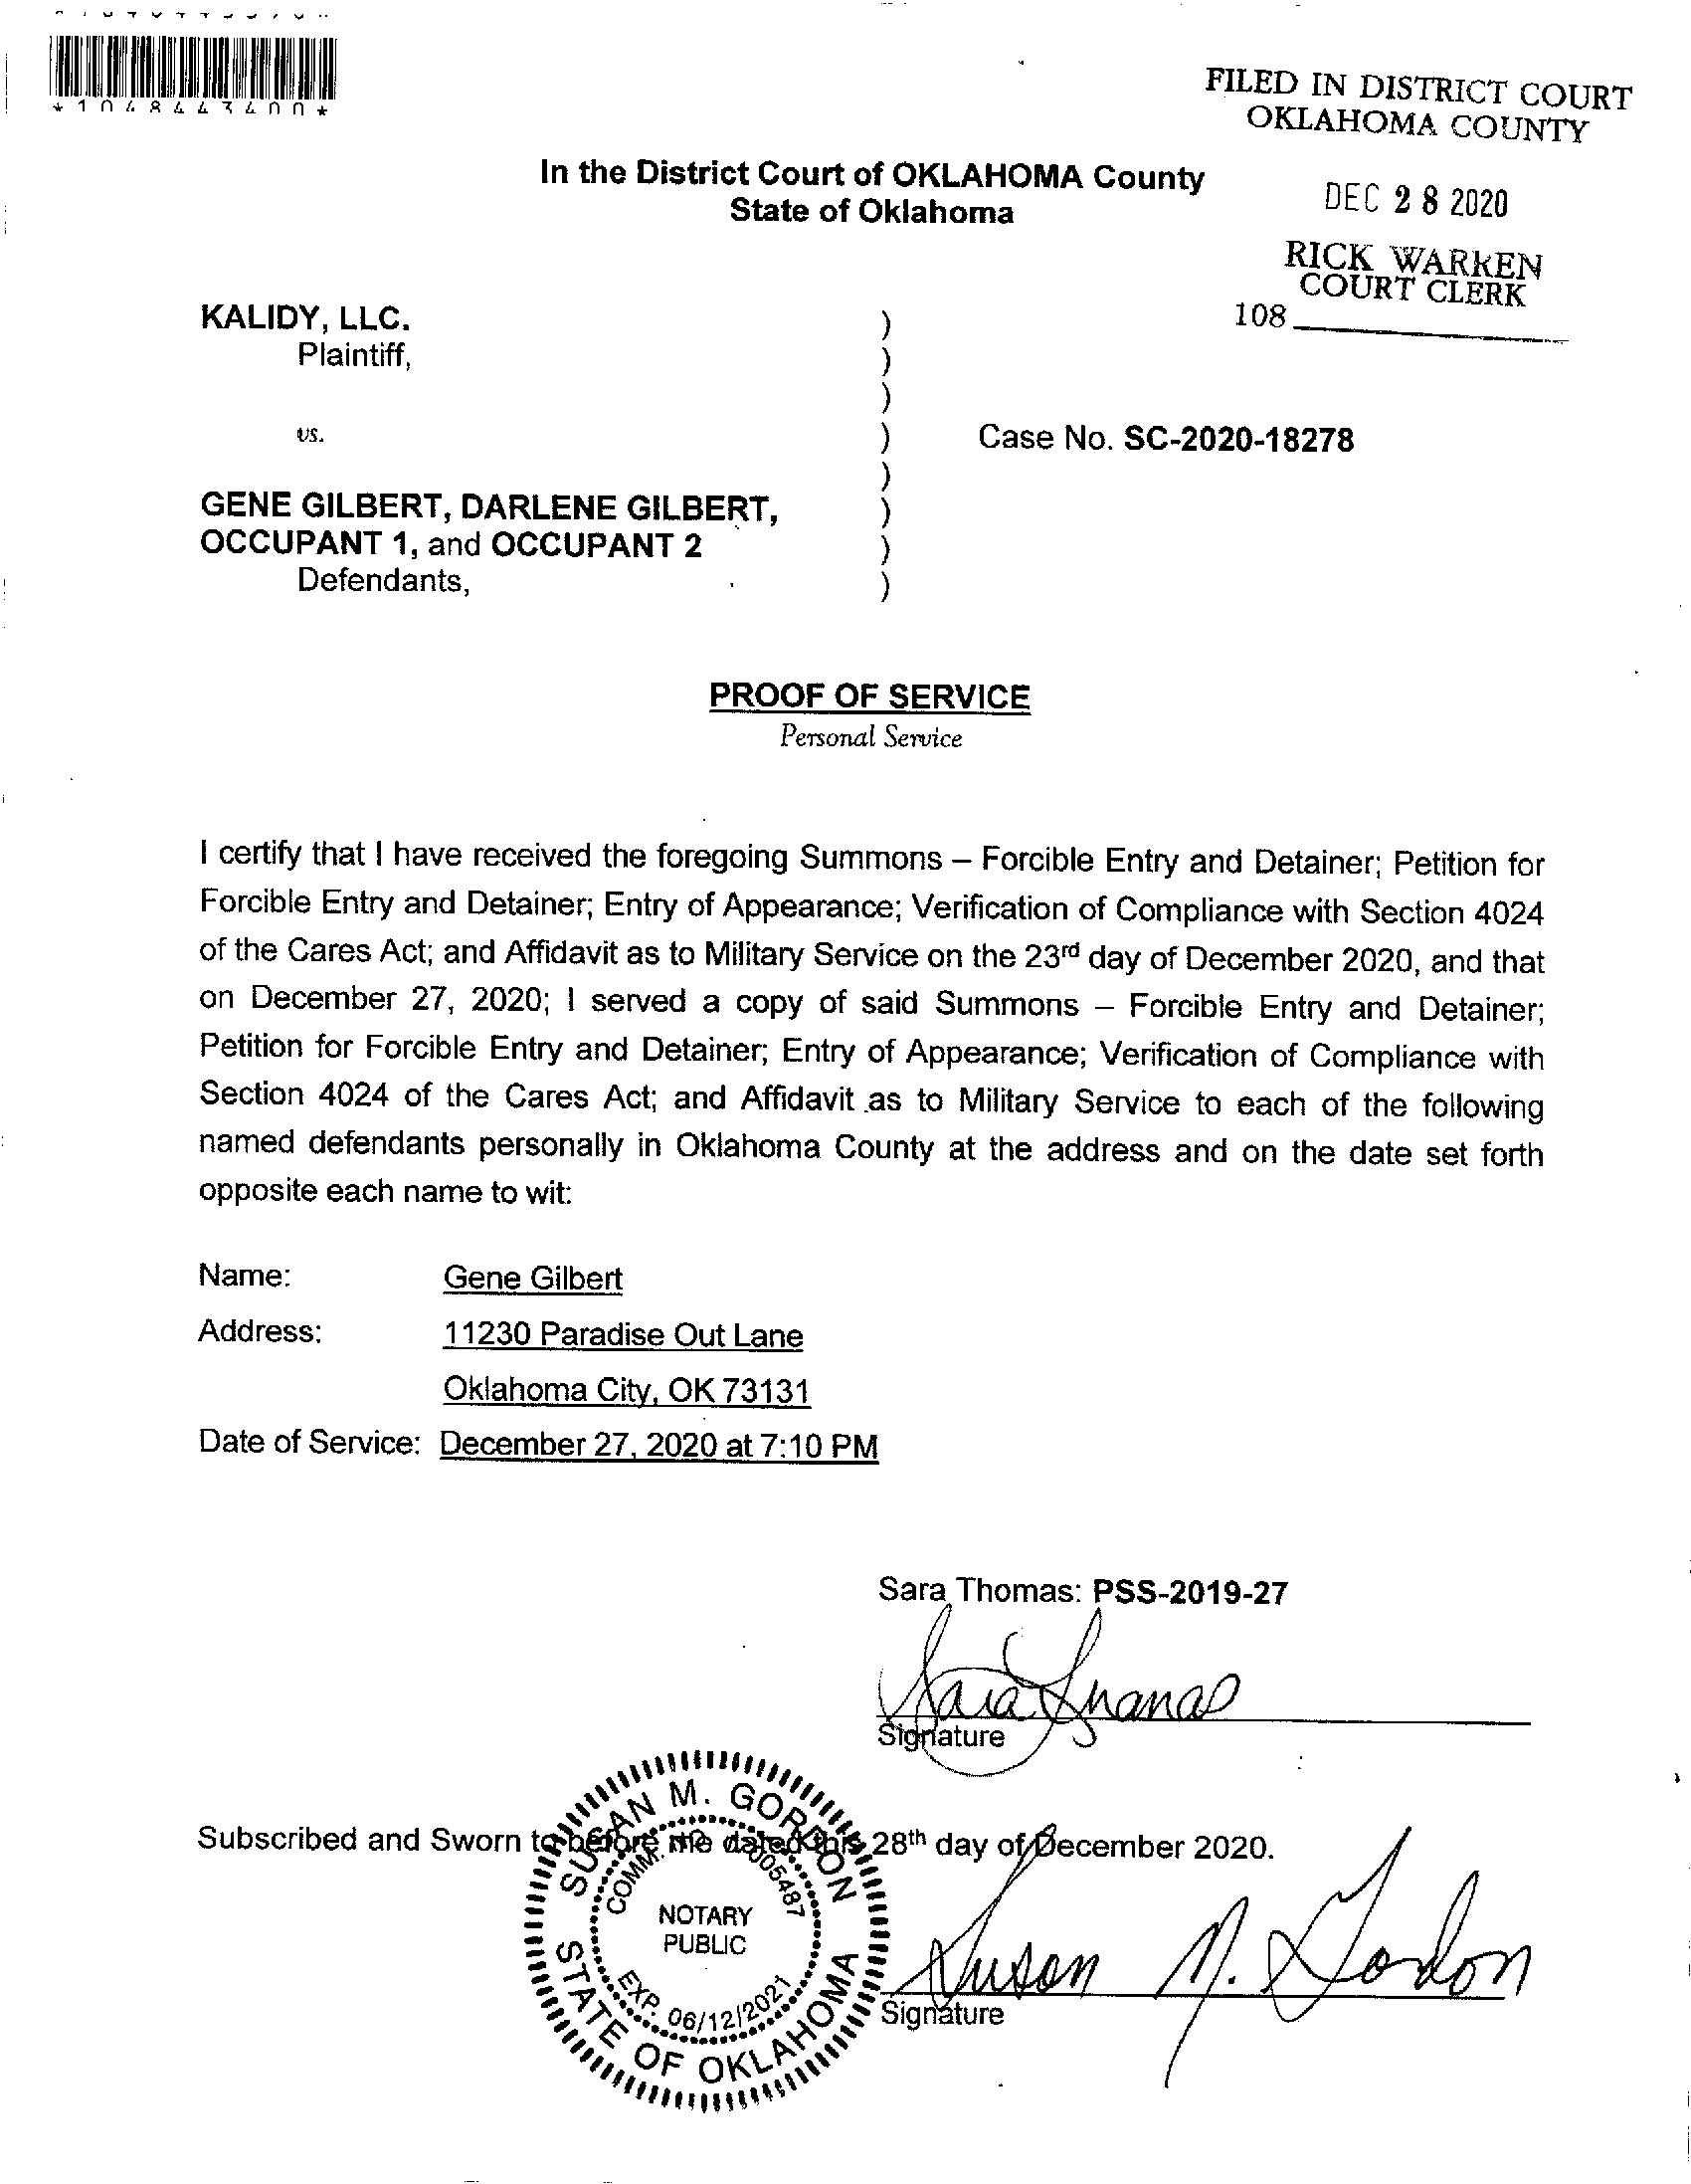 *1048443400*
FILED IN DISTRICT COURT
OKLAHOMA COUNTY
In the District Court of OKLAHOMA County
State of Oklahoma
DEC 28 2020
RICK WARREN
COURT CLERK
108
KALIDY, LLC. )
Plaintiff, )
)
vs. ) Case No. SC-2020-18278
)
GENE GILBERT, DARLENE GILBERT, )
OCCUPANT 1, and OCCUPANT 2 )
Defendants, )
PROOF OF SERVICE
Personal Service
I certify that I have received the foregoing Summons – Forcible Entry and Detainer; Petition for
Forcible Entry and Detainer; Entry of Appearance; Verification of Compliance with Section 4024
of the Cares Act; and Affidavit as to Military Service on the 23rd day of December 2020, and that
on December 27, 2020; I served a copy of said Summons – Forcible Entry and Detainer;
Petition for Forcible Entry and Detainer; Entry of Appearance; Verification of Compliance with
Section 4024 of the Cares Act; and Affidavit as to Military Service to each of the following
named defendants personally in Oklahoma County at the address and on the date set forth
opposite each name to wit:
Name: Gene Gilbert
Address: 11230 Paradise Out Lane
Oklahoma City, OK 73131
Date of Service: December 27, 2020 at 7:10 PM
Sara Thomas: PSS-2019-27
Sara Thomas
Signature
Subscribed and Sworn to before me dated this 28th day of December 2020.
SUSAN M. GORDON
COMM. NO.
005487
NOTARY
PUBLIC
EXP. 06/12/2021
STATE OF OKLAHOMA
Susan M. Gordon
Signature